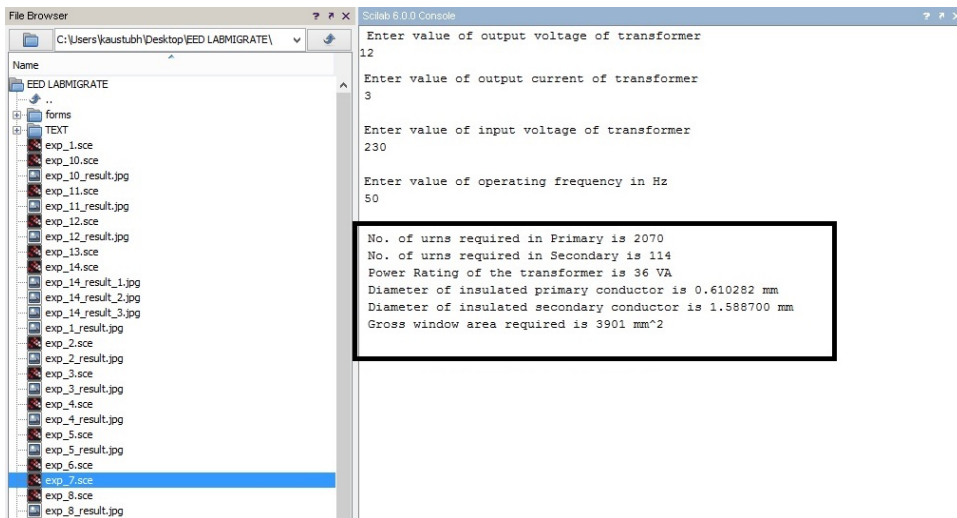 File Browser
C:\Users\kaustubh\Desktop\EED LABMIGRATE\
Name
EED LABMIGRATE
..
forms
TEXT
exp_1.sce
exp_10.sce
exp_10_result.jpg
exp_11.sce
exp_11_result.jpg
exp_12.sce
exp_12_result.jpg
exp_13.sce
exp_14.sce
exp_14_result_1.jpg
exp_14_result_2.jpg
exp_14_result_3.jpg
exp_1_result.jpg
exp_2.sce
exp_2_result.jpg
exp_3.sce
exp_3_result.jpg
exp_4.sce
exp_4_result.jpg
exp_5.sce
exp_5_result.jpg
exp_6.sce
exp_7.sce
exp_8.sce
exp_8_result.jpg
Scilab 6.0.0 Console
Enter value of output voltage of transformer
12
Enter value of output current of transformer
3
Enter value of input voltage of transformer
230
Enter value of operating frequency in Hz
50
No. of urns required in Primary is 2070
No. of urns required in Secondary is 114
Power Rating of the transformer is 36 VA
Diameter of insulated primary conductor is 0.610282 mm
Diameter of insulated secondary conductor is 1.588700 mm
Gross window area required is 3901 mm^2